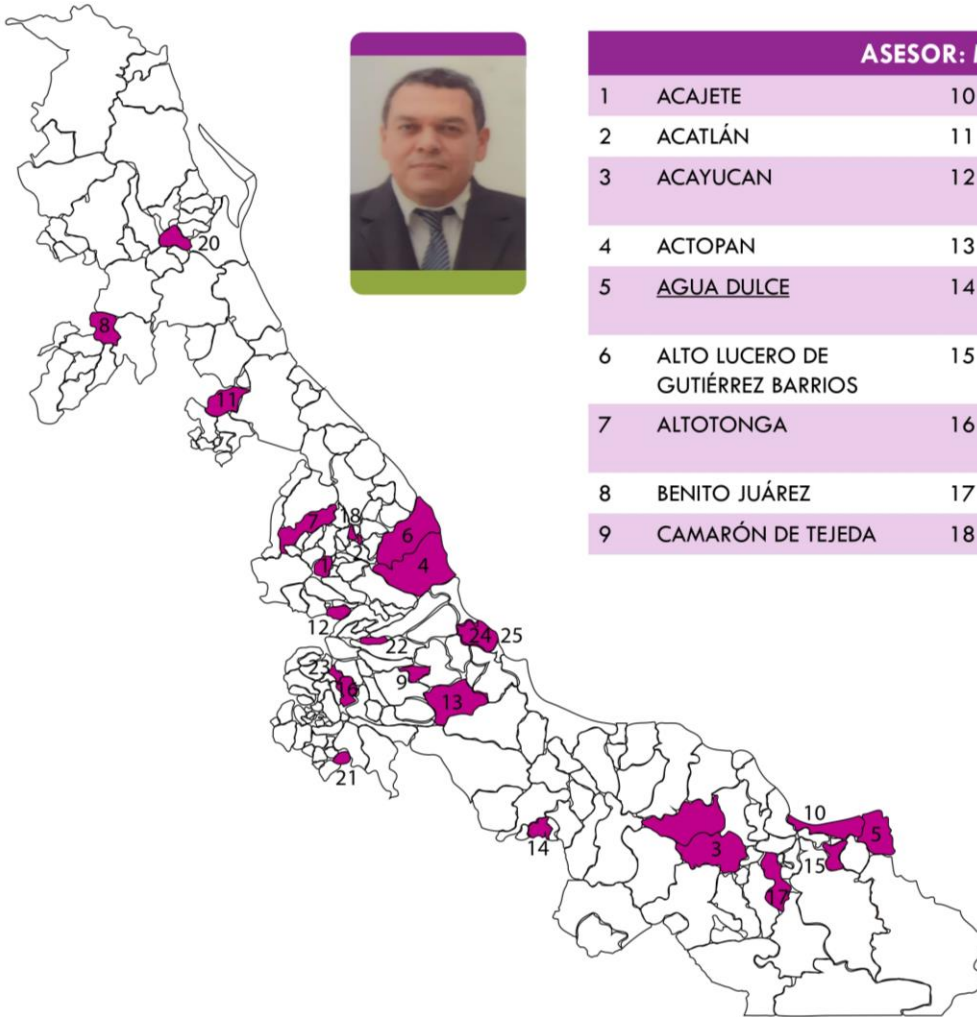 ASESOR:
1 ACAJETE 10
2 ACATLÁN 11
3 ACAYUCAN 12
4 ACTOPAN 13
5 AGUA DULCE 14
6 ALTO LUCERO DE 15
GUTIÉRREZ BARRIOS
7 ALTOTONGA 16
8 BENITO JUÁREZ 17
9 CAMARÓN DE TEJEDA 18
20
8
11
7
18
6
1
4
12
22
24
25
23
16
9
13
21
10
5
3
14
15
17